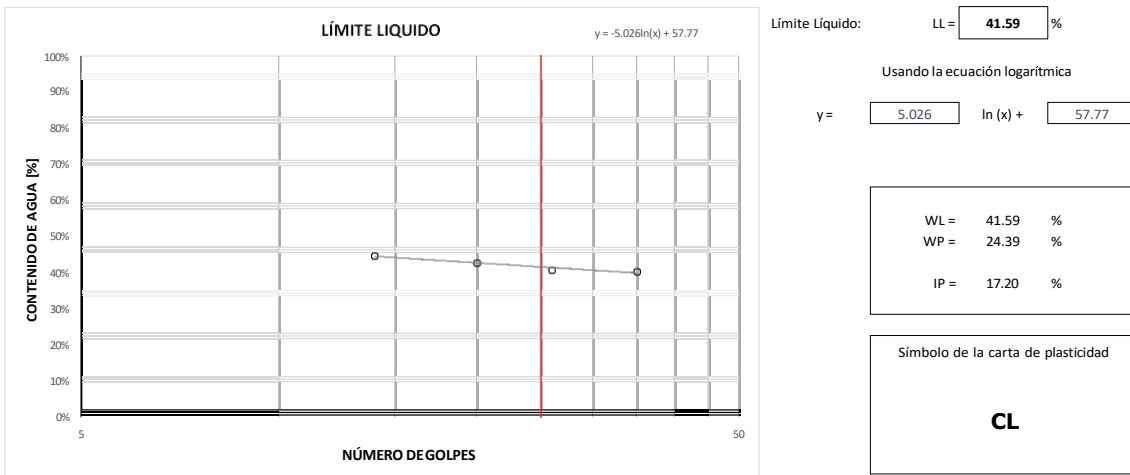 LÍMITE LIQUIDO
y = -5.026ln(x) + 57.77
100%
90%
80%
70%
60%
50%
40%
30%
20%
10%
0%
CONTENIDO DE AGUA [%]
5
50
NÚMERO DE GOLPES
Límite Líquido: LL = 41.59 %
Usando la ecuación logarítmica
y = 5.026 ln (x) + 57.77
WL = 41.59 %
WP = 24.39 %
IP = 17.20 %
Símbolo de la carta de plasticidad
CL